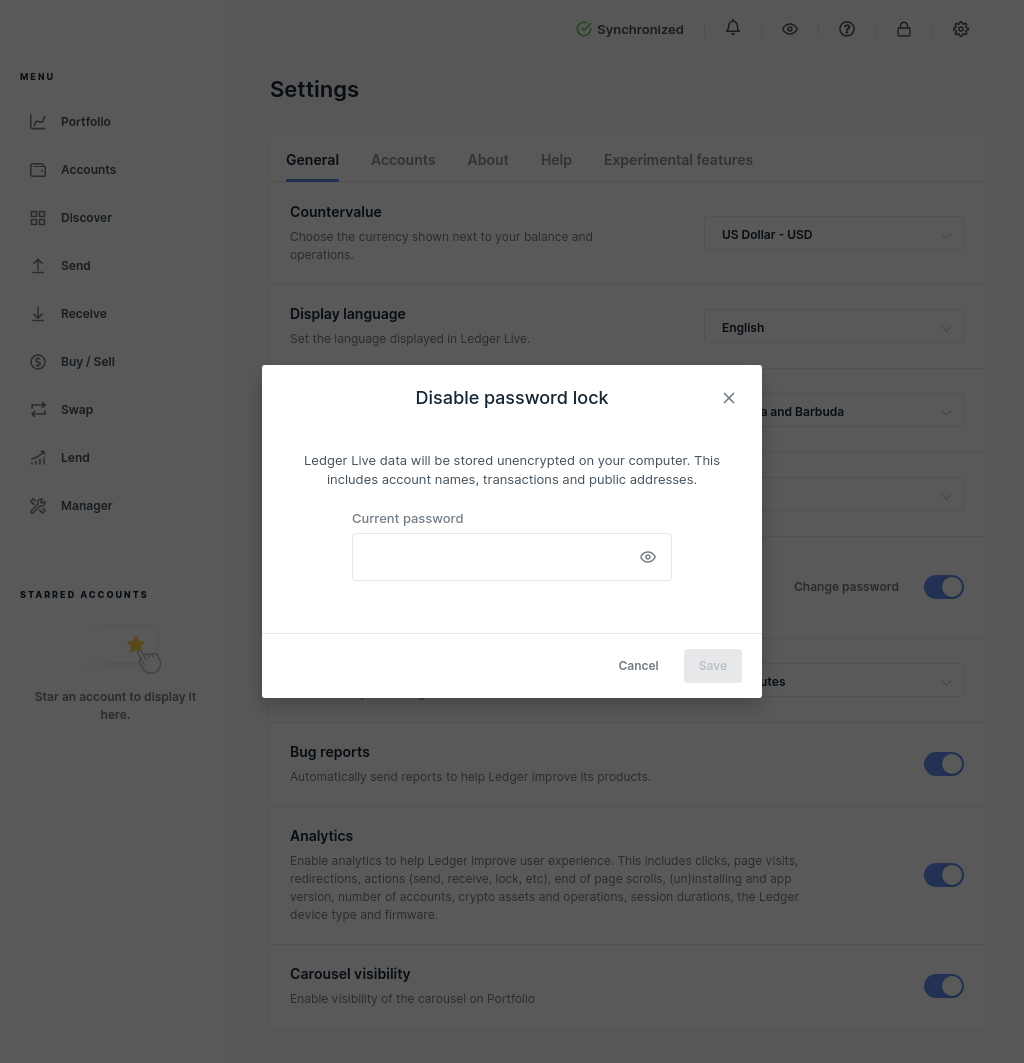 Synchronized
MENU
Portfolio
Accounts
Discover
Send
Receive
Buy / Sell
Swap
Lend
Manager
STARRED ACCOUNTS
Star an account to display it
here.
Settings
General
Accounts
About
Help
Experimental features
Countervalue
Choose the currency shown next to your balance and
operations.
US Dollar - USD
Display language
Set the language displayed in Ledger Live.
English
and Barbuda
Change password
Disable password lock
Ledger Live data will be stored unencrypted on your computer. This
includes account names, transactions and public addresses.
Current password
Cancel
Save
Bug reports
Automatically send reports to help Ledger improve its products.
Analytics
Enable analytics to help Ledger improve user experience. This includes clicks, page visits,
redirections, actions (send, receive, lock, etc), end of page scrolls, (un)installing and app
version, number of accounts, crypto assets and operations, session durations, the Ledger
device type and firmware.
Carousel visibility
Enable visibility of the carousel on Portfolio